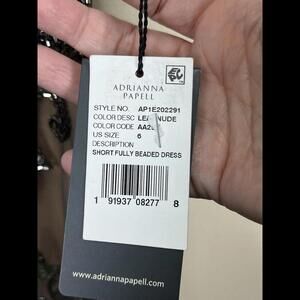 ADRIANNA
PAPELL
STYLE NO. AP1E202291
COLOR DESC NUDE
COLOR CODE
US SIZE 6
DESCRIPTION
SHORT FULLY BEADED DRESS
1 91937 08277 8
www.adriannapapell.com